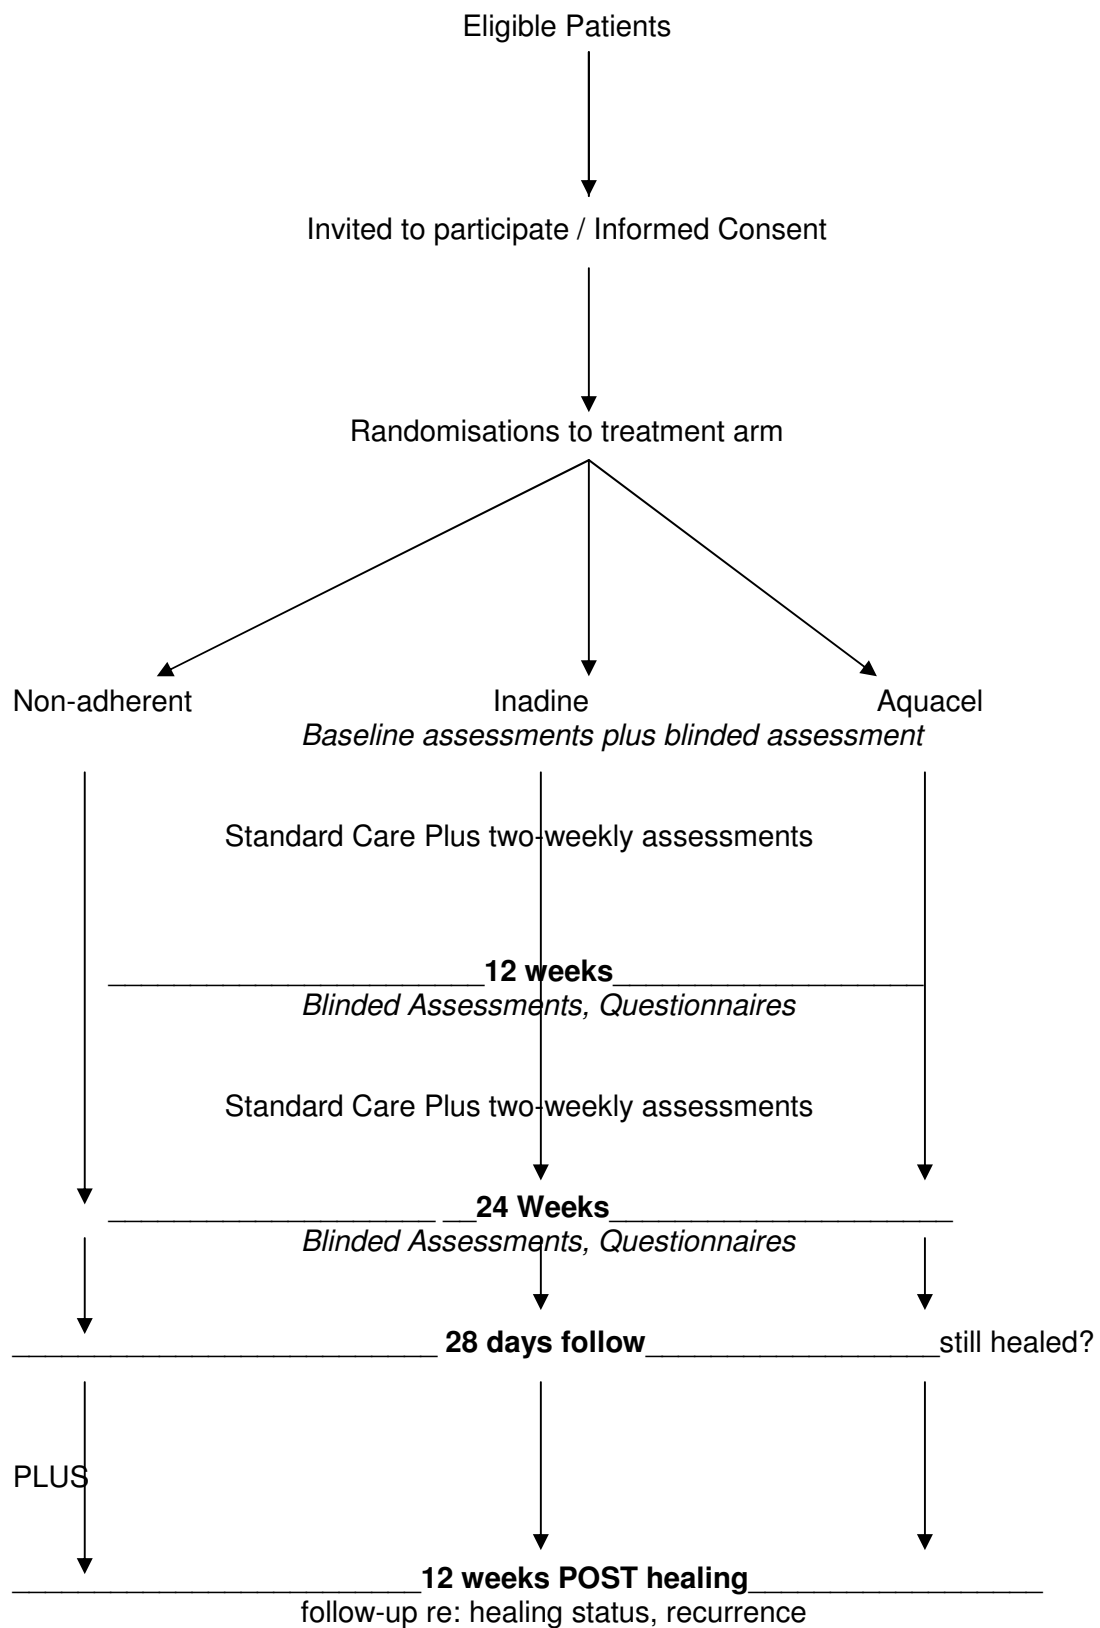 Eligible Patients
Invited to participate / Informed Consent
Randomisations to treatment arm
Non-adherent Inadine Aquacel
Baseline assessments plus blinded assessment
Standard Care Plus two-weekly assessments
12 weeks
Blinded Assessments, Questionnaires
Standard Care Plus two-weekly assessments
24 Weeks
Blinded Assessments, Questionnaires
28 days follow still healed?
PLUS
12 weeks POST healing
follow-up re: healing status, recurrence